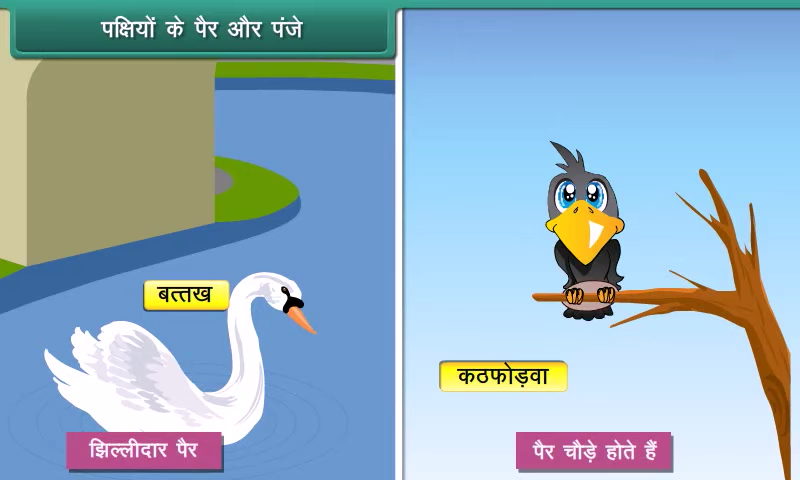 पक्षियों के पैर और पंजे
बत्तख
झिल्लीदार पैर
कठफोड़वा
पैर चौड़े होते हैं